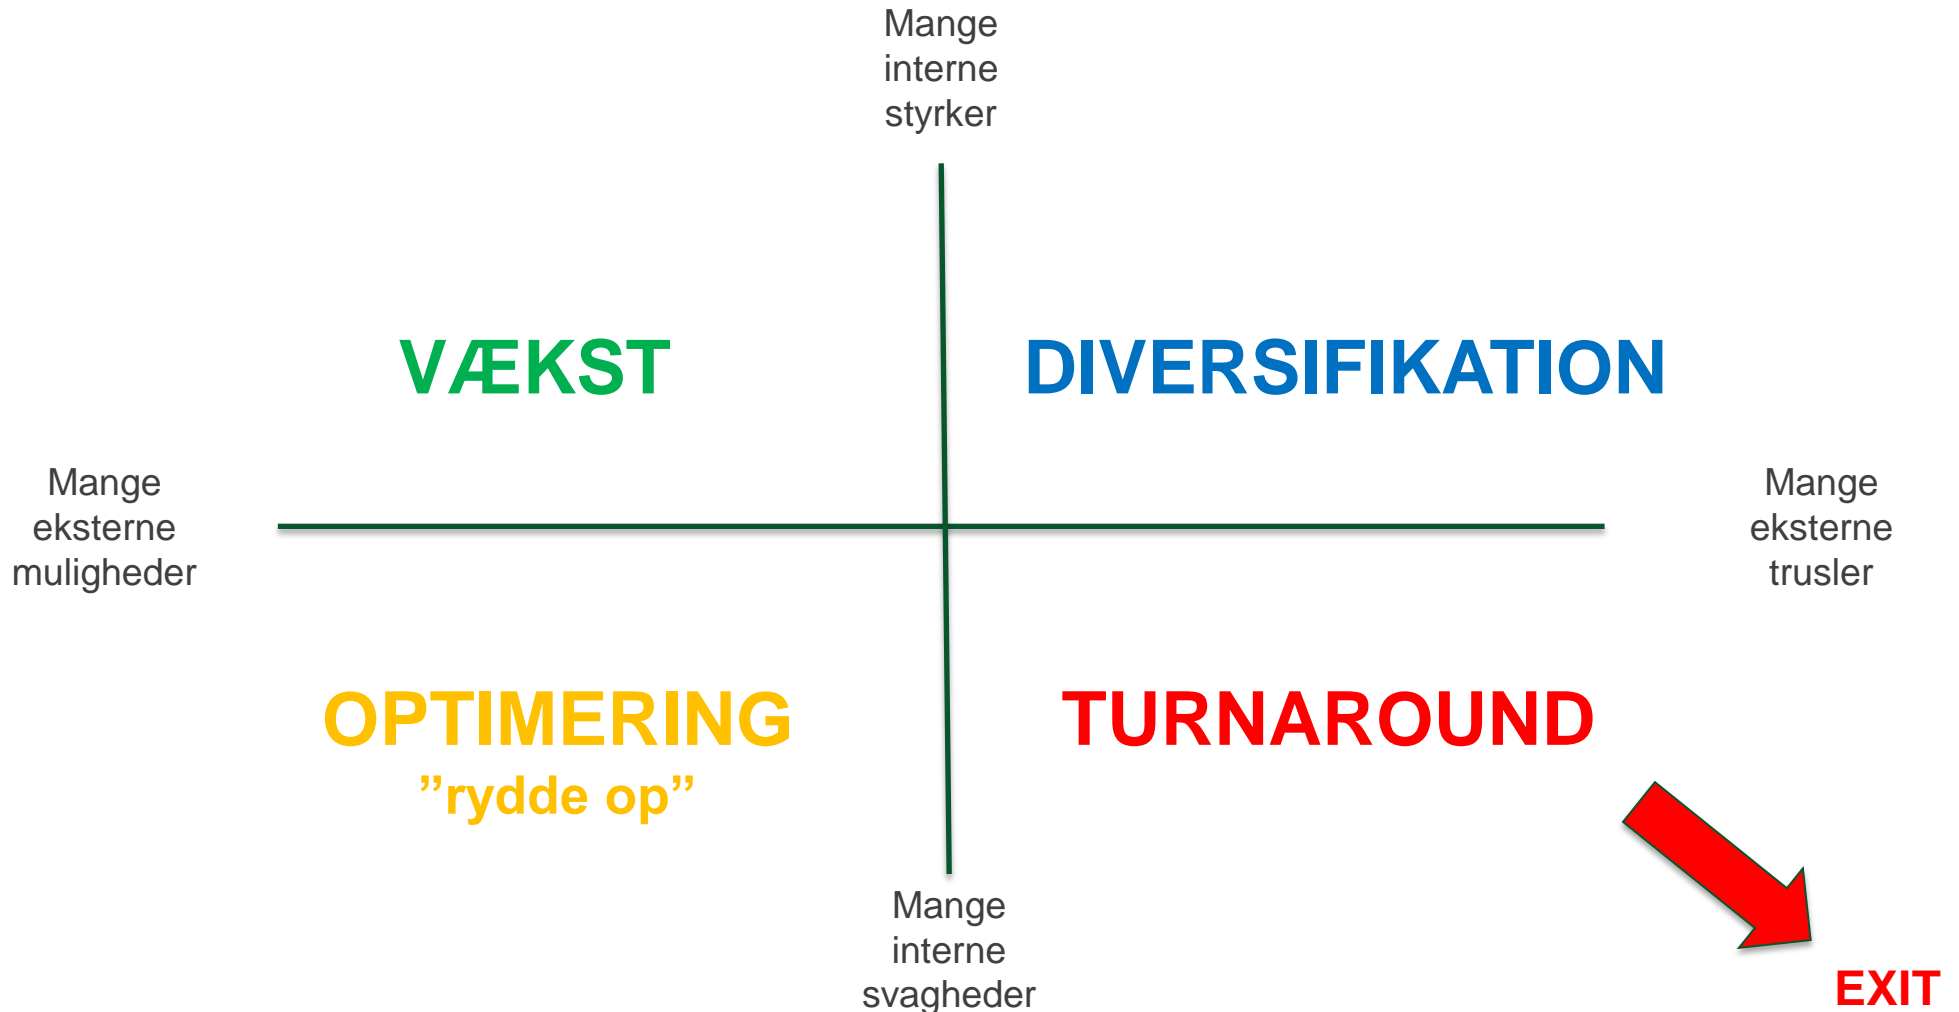 Mange
interne
styrker
VÆKST
DIVERSIFIKATION
Mange
eksterne
muligheder
Mange
eksterne
trusler
OPTIMERING
”rydde op”
TURNAROUND
Mange
interne
svagheder
EXIT